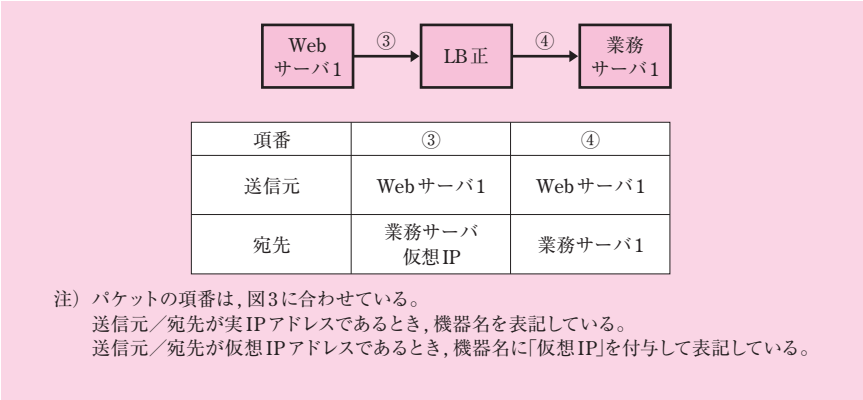 Web
サーバ1
③
LB正
④
業務
サーバ1
項番 ③ ④
送信元 Webサーバ1 Webサーバ1
宛先 業務サーバ
仮想IP 業務サーバ1
注）パケットの項番は，図3に合わせている。
送信元／宛先が実IPアドレスであるとき，機器名を表記している。
送信元／宛先が仮想IPアドレスであるとき，機器名に「仮想IP」を付与して表記している。